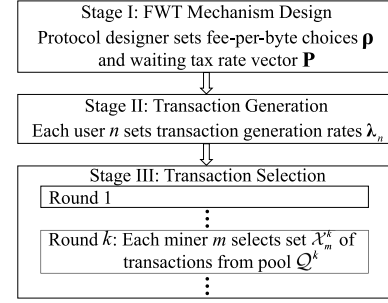 Stage I: FWT Mechanism Design
Protocol designer sets fee-per-byte choices ρ
and waiting tax rate vector P
Stage II: Transaction Generation
Each user n sets transaction generation rates λₙ
Stage III: Transaction Selection
Round 1
⋮
Round k: Each miner m selects set 𝒳ₘᵏ of
transactions from pool 𝒬ᵏ
⋮